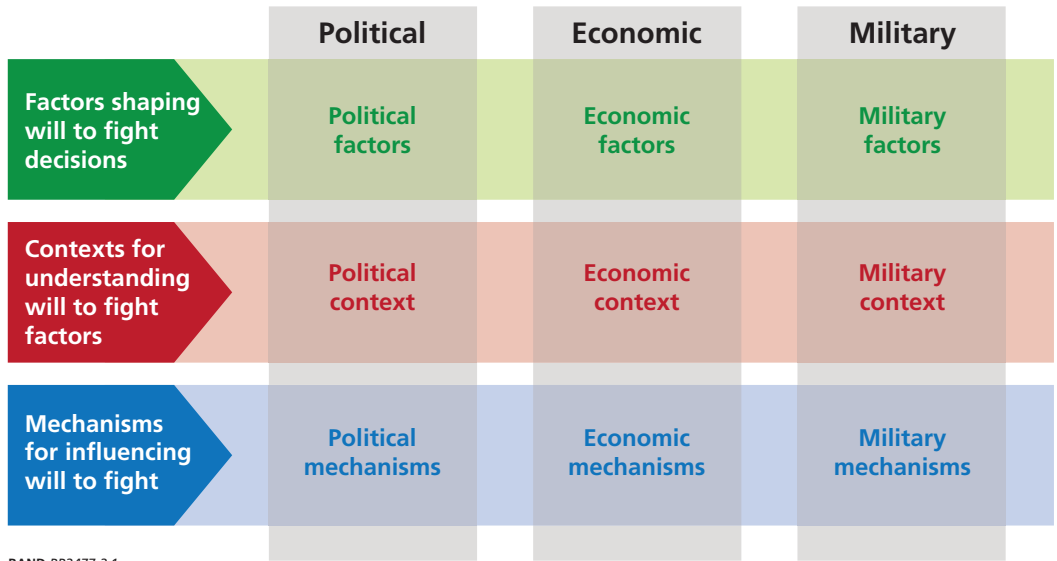 Political Economic Military
Factors shaping
will to fight
decisions
Political
factors
Economic
factors
Military
factors
Contexts for
understanding
will to fight
factors
Political
context
Economic
context
Military
context
Mechanisms
for influencing
will to fight
Political
mechanisms
Economic
mechanisms
Military
mechanisms